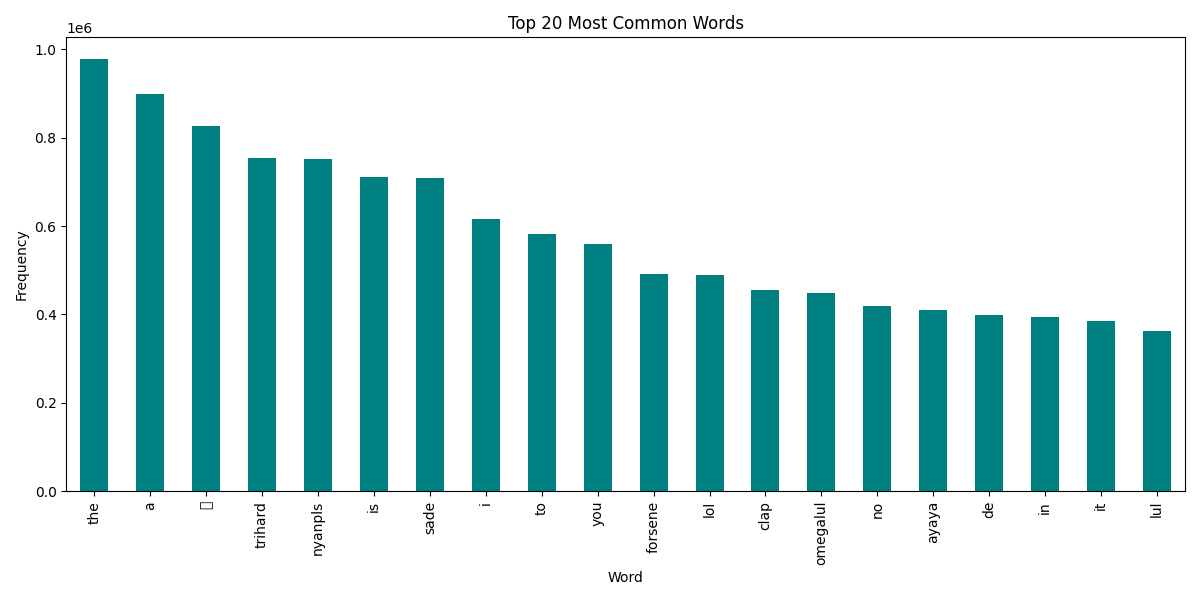 Top 20 Most Common Words
1e6
1.0
0.8
0.6
0.4
0.2
0.0
Frequency
the
a
trihard
nyanpls
is
sade
i
to
you
forsene
lol
clap
omegalul
no
ayaya
de
in
it
lul
Word